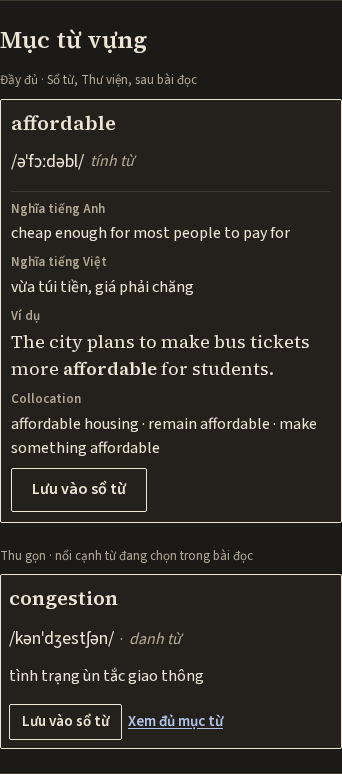 Mục từ vựng
Đầy đủ · Sổ từ, Thư viện, sau bài đọc
affordable
/əˈfɔːdəbl/ tính từ
Nghĩa tiếng Anh
cheap enough for most people to pay for
Nghĩa tiếng Việt
vừa túi tiền, giá phải chăng
Ví dụ
The city plans to make bus tickets
more affordable for students.
Collocation
affordable housing · remain affordable · make
something affordable
Lưu vào sổ từ
Thu gọn · nổi cạnh từ đang chọn trong bài đọc
congestion
/kənˈdʒestʃən/ · danh từ
tình trạng ùn tắc giao thông
Lưu vào sổ từ Xem đủ mục từ